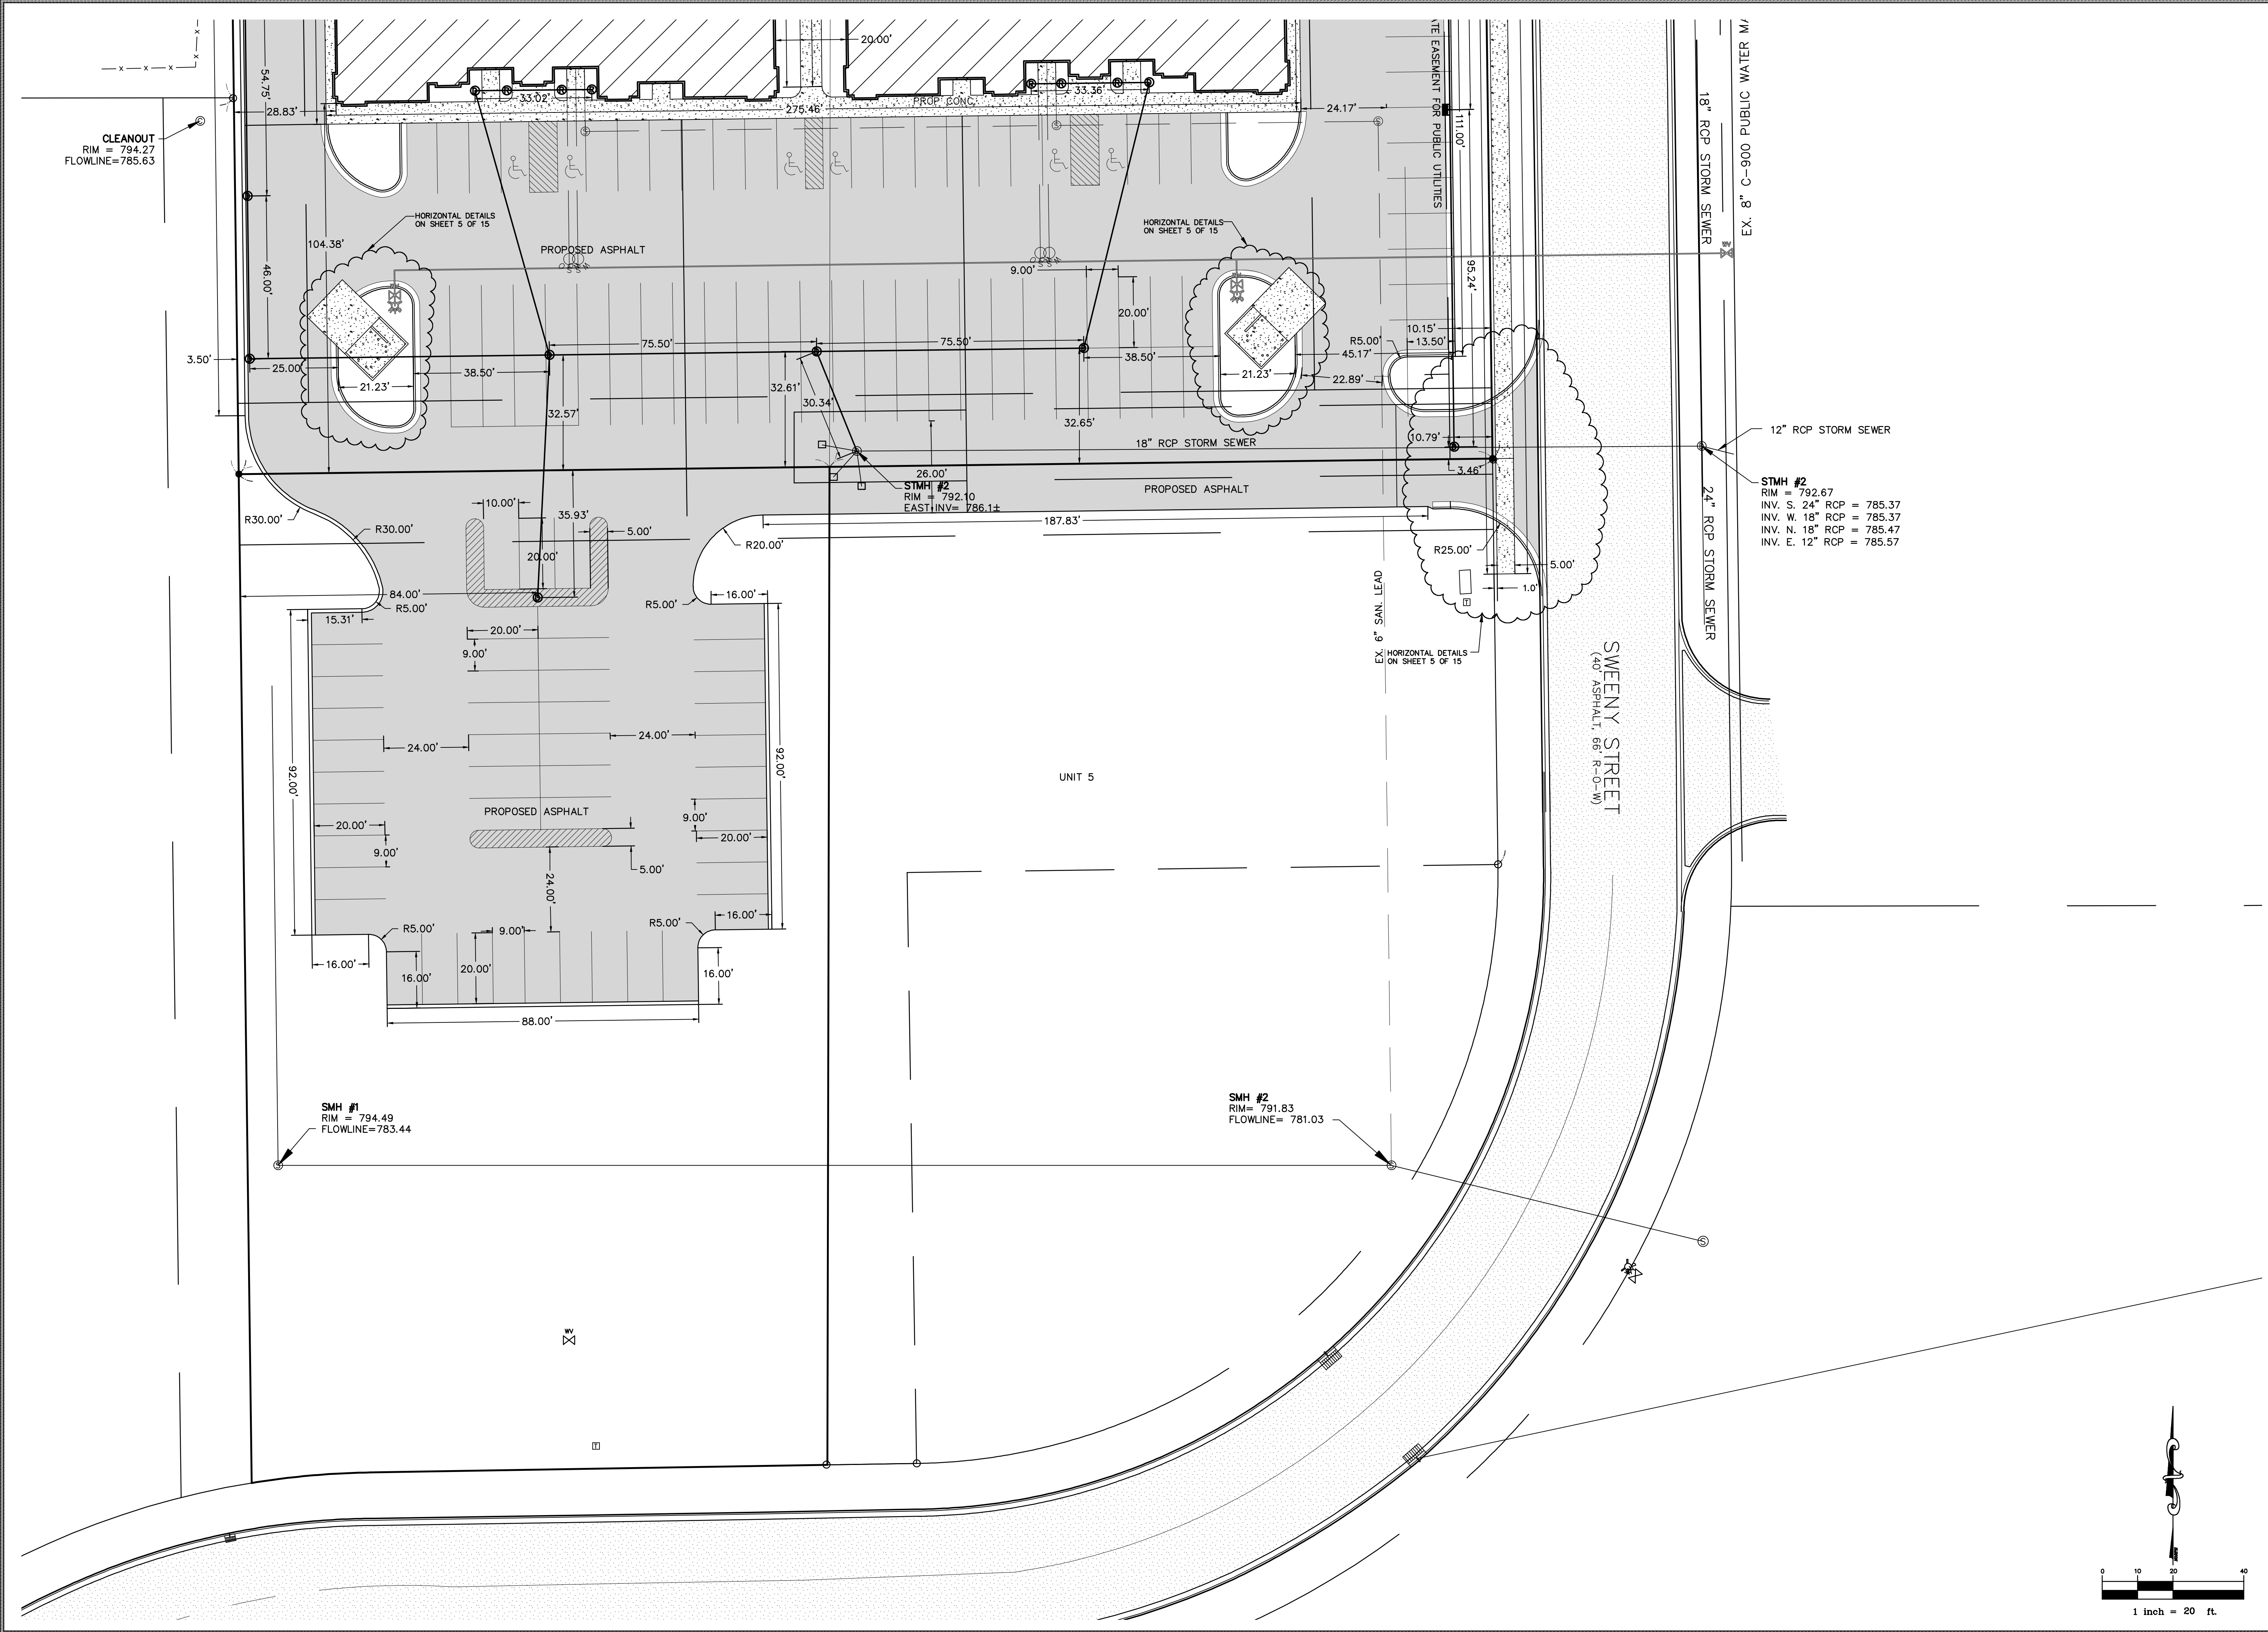 20.00'
54.75'
33.02'
33.36'
PROP CONC.
28.83'
275.46'
24.17'
ATE EASEMENT FOR PUBLIC UTILITIES
111.00'
18" RCP STORM SEWER
EX. 8" C-900 PUBLIC WATER MA
CLEANOUT
RIM = 794.27
FLOWLINE=785.63
HORIZONTAL DETAILS
ON SHEET 5 OF 15
HORIZONTAL DETAILS
ON SHEET 5 OF 15
104.38'
PROPOSED ASPHALT
WV
46.00'
9.00'
95.24'
20.00'
10.15'
R5.00'
13.50'
45.17'
3.50'
75.50'
75.50'
25.00'
38.50'
38.50'
21.23'
21.23'
22.89'
32.61'
30.34'
32.57'
32.65'
12" RCP STORM SEWER
18" RCP STORM SEWER
10.79'
3.46'
26.00'
STMH #2
RIM = 792.10
EAST INV= 786.1±
PROPOSED ASPHALT
24" RCP STORM SEWER
STMH #2
RIM = 792.67
INV. S. 24" RCP = 785.37
INV. W. 18" RCP = 785.37
INV. N. 18" RCP = 785.47
INV. E. 12" RCP = 785.57
10.00'
35.93'
R30.00'
R30.00'
5.00'
187.83'
R20.00'
20.00'
R25.00'
5.00'
1.0'
T
84.00'
R5.00'
R5.00'
16.00'
15.31'
20.00'
9.00'
EX. 6" SAN. LEAD
HORIZONTAL DETAILS
ON SHEET 5 OF 15
SWEENY STREET
(40' ASPHALT, 66' R-O-W)
24.00'
24.00'
92.00'
92.00'
UNIT 5
PROPOSED ASPHALT
20.00'
9.00'
9.00'
20.00'
5.00'
24.00'
R5.00'
9.00'
R5.00'
16.00'
16.00'
16.00'
20.00'
16.00'
88.00'
SMH #1
RIM = 794.49
FLOWLINE=783.44
SMH #2
RIM= 791.83
FLOWLINE= 781.03
S
S
S
WV
T
0 10 20 40
1 inch = 20 ft.